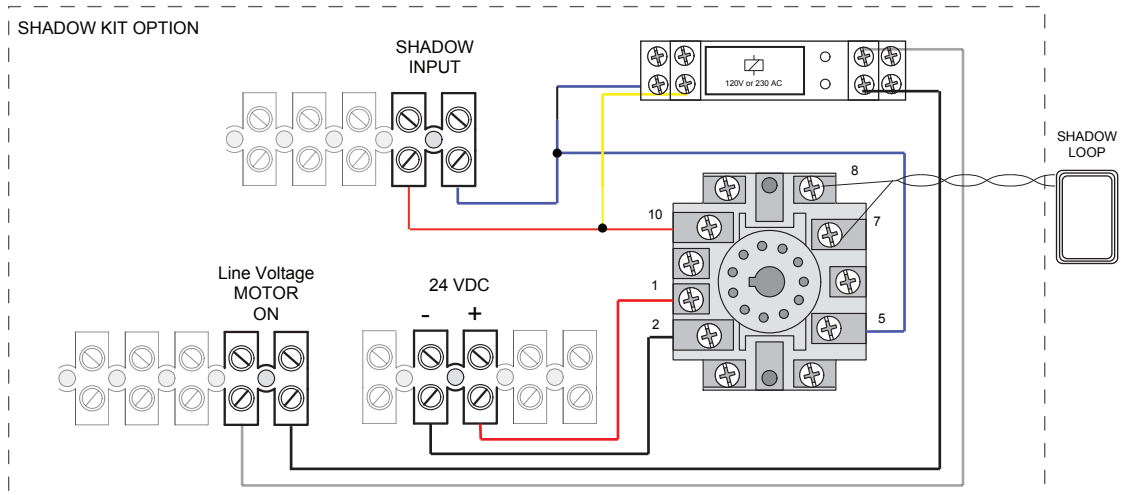 SHADOW KIT OPTION
SHADOW
INPUT
120V or 230 AC
SHADOW
LOOP
8
10
7
Line Voltage
MOTOR
ON
24 VDC
- +
1
2
5